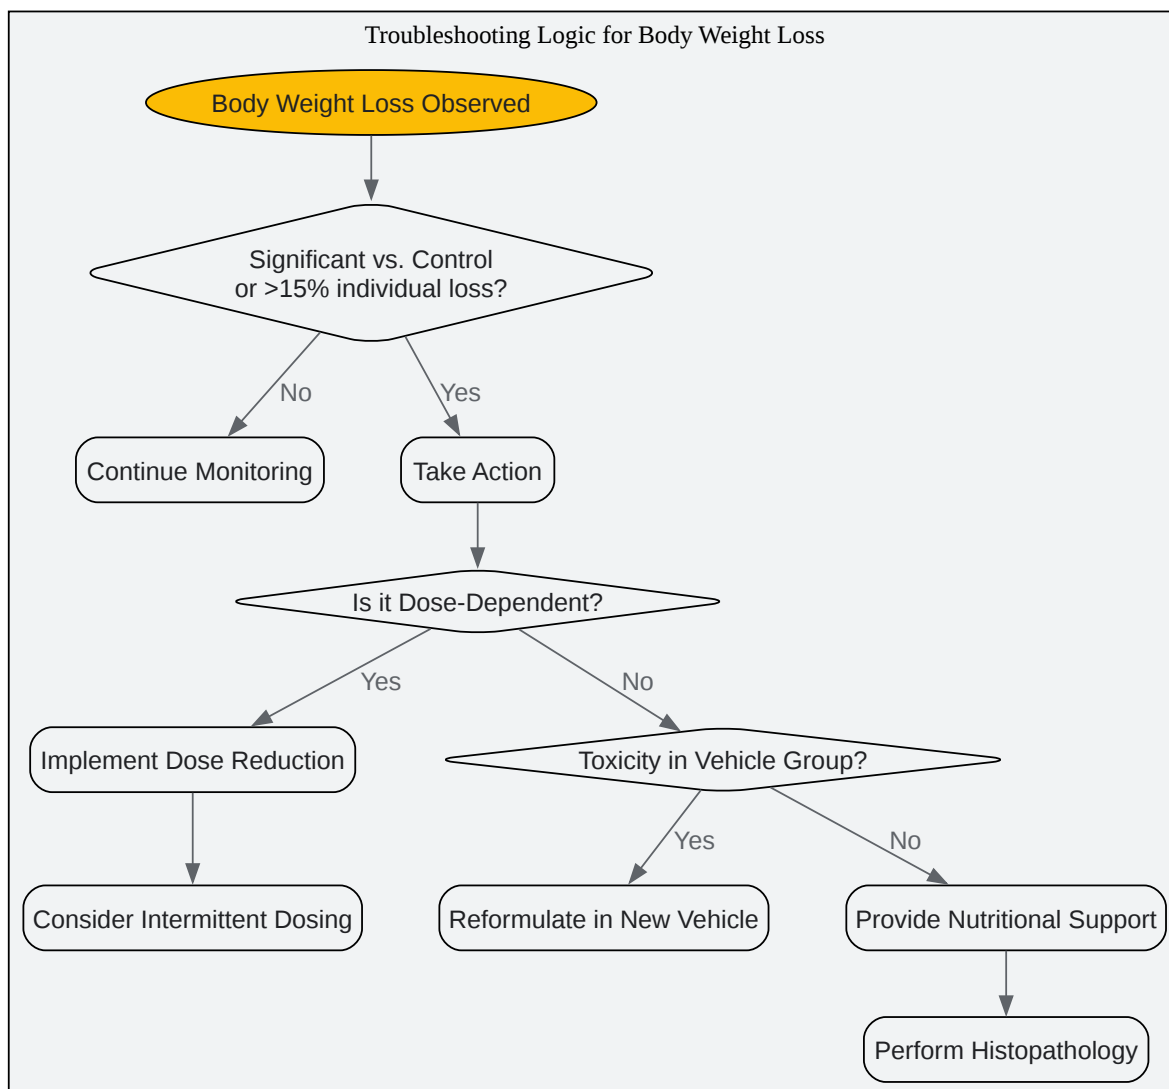 Troubleshooting Logic for Body Weight Loss
Body Weight Loss Observed
Significant vs. Control
or >15% individual loss?
No
Yes
Continue Monitoring
Take Action
Is it Dose-Dependent?
Yes
No
Implement Dose Reduction
Toxicity in Vehicle Group?
Yes
No
Consider Intermittent Dosing
Reformulate in New Vehicle
Provide Nutritional Support
Perform Histopathology